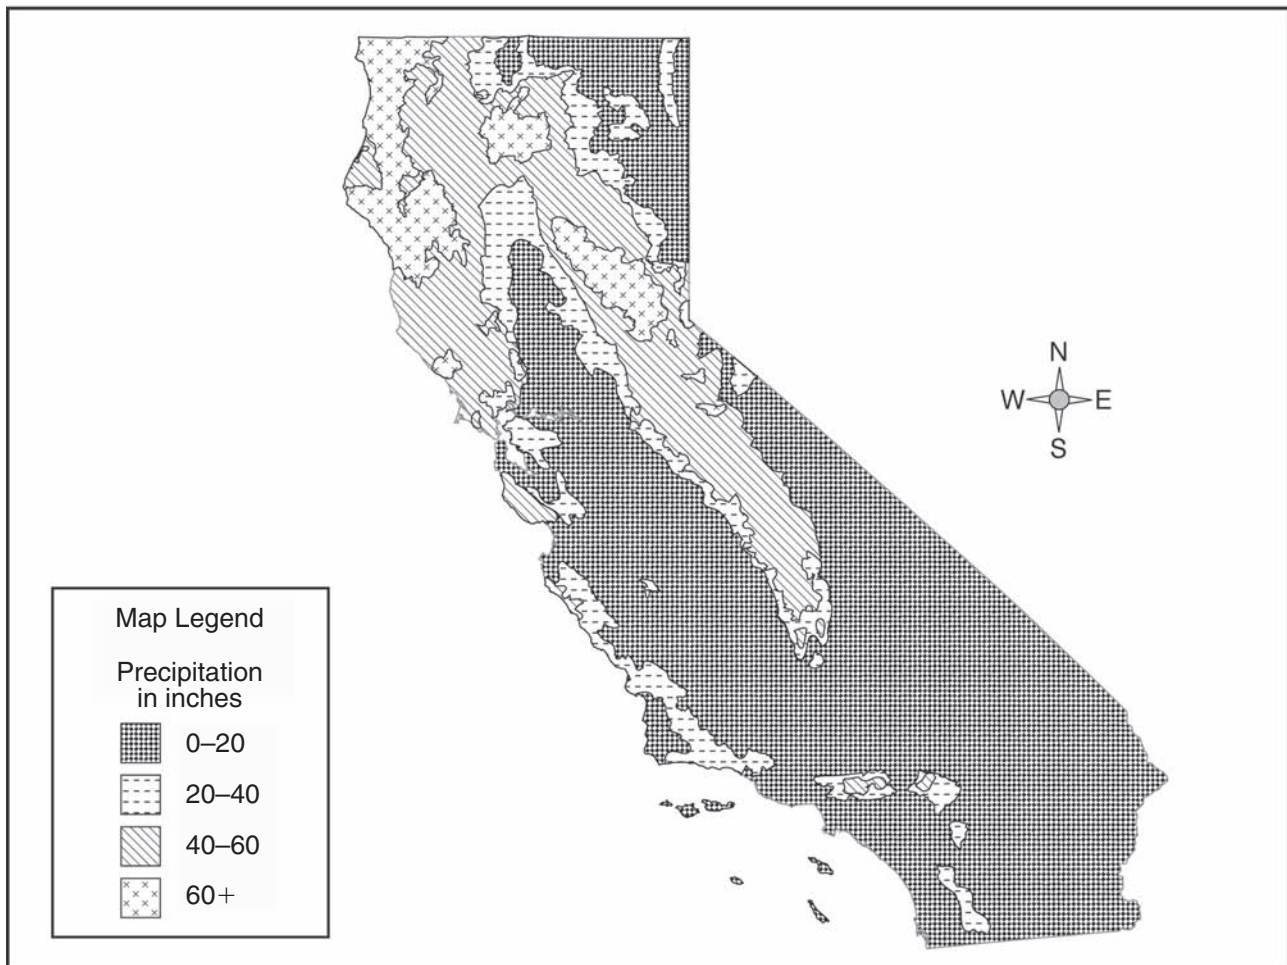 N
W E
S
Map Legend
Precipitation
in inches
0–20
20–40
40–60
60+